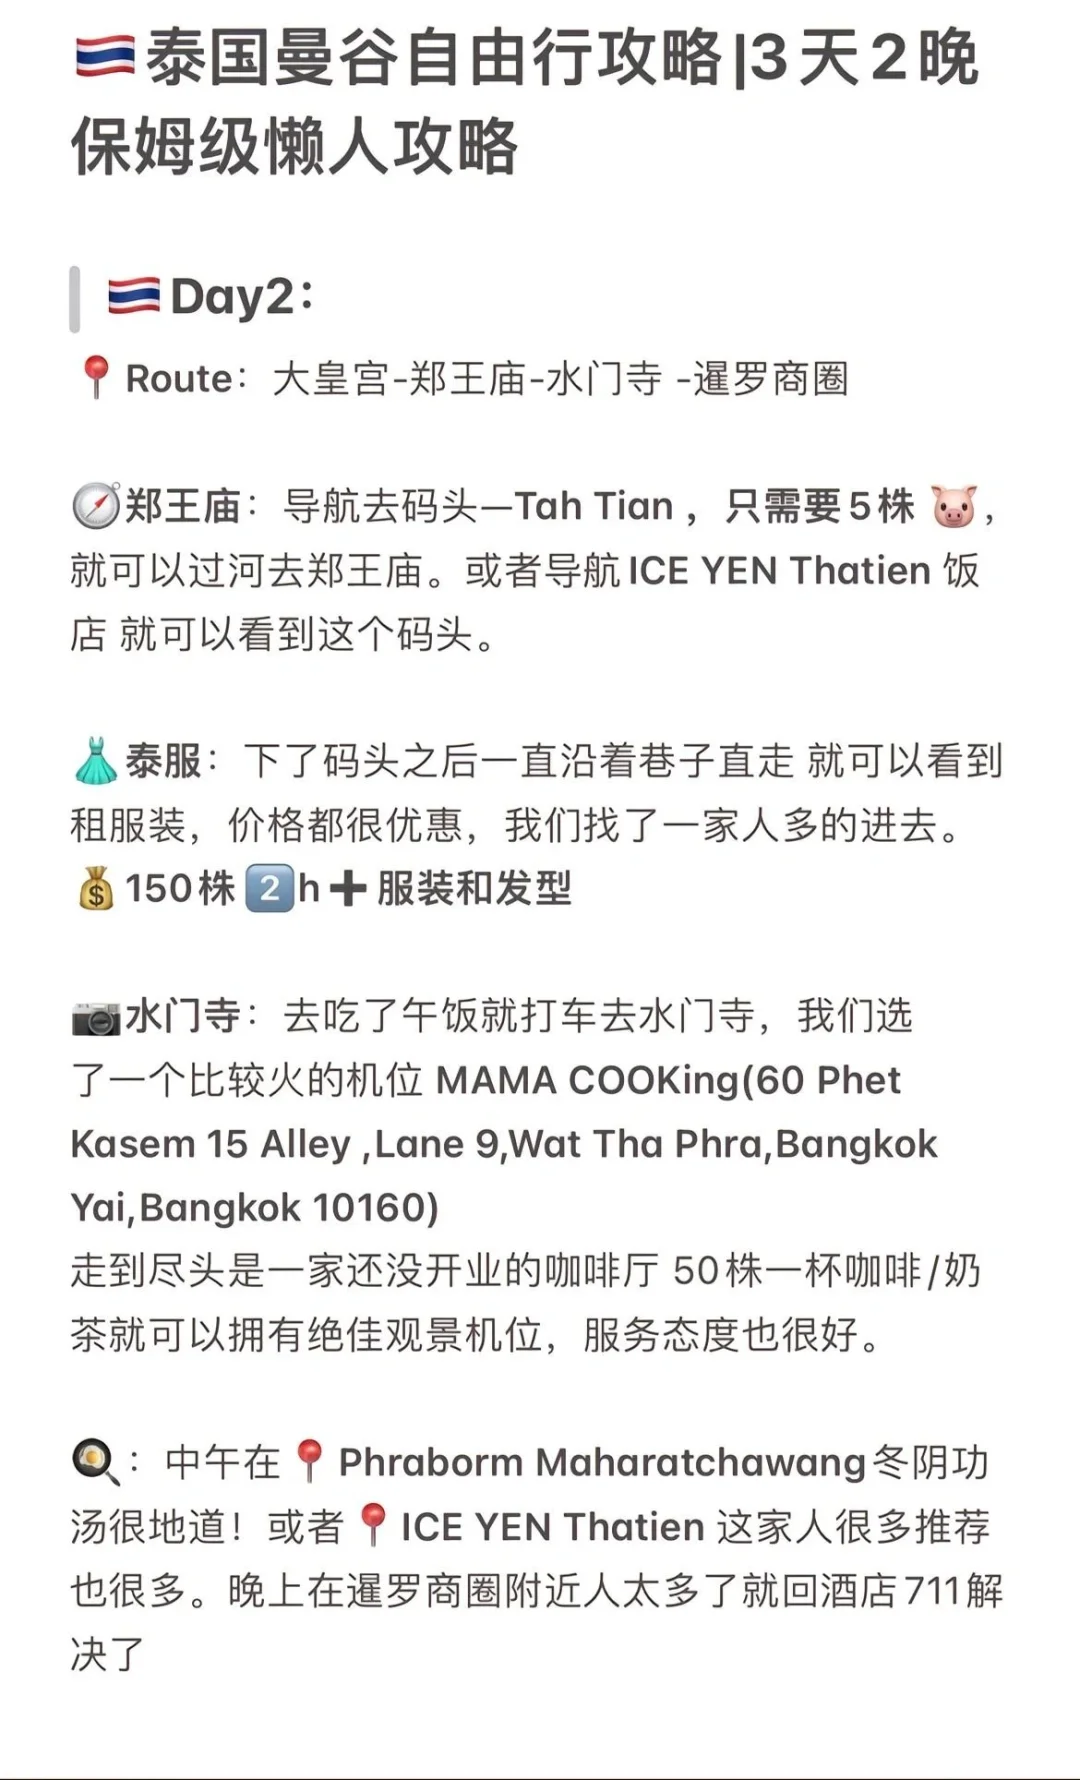 🇹🇭泰国曼谷自由行攻略|3天2晚
保姆级懒人攻略
🇹🇭Day2：
📍Route：大皇宫-郑王庙-水门寺 -暹罗商圈
🧭郑王庙：导航去码头—Tah Tian ，只需要5株🐷，
就可以过河去郑王庙。或者导航ICE YEN Thatien 饭
店 就可以看到这个码头。
👗泰服：下了码头之后一直沿着巷子直走 就可以看到
租服装，价格都很优惠，我们找了一家人多的进去。
💰150株2️⃣h➕服装和发型
📷水门寺：去吃了午饭就打车去水门寺，我们选
了一个比较火的机位 MAMA COOKing(60 Phet
Kasem 15 Alley ,Lane 9,Wat Tha Phra,Bangkok
Yai,Bangkok 10160)
走到尽头是一家还没开业的咖啡厅 50株一杯咖啡/奶
茶就可以拥有绝佳观景机位，服务态度也很好。
🍳：中午在📍Phraborm Maharatchawang冬阴功
汤很地道！或者📍ICE YEN Thatien 这家人很多推荐
也很多。晚上在暹罗商圈附近人太多了就回酒店711解
决了